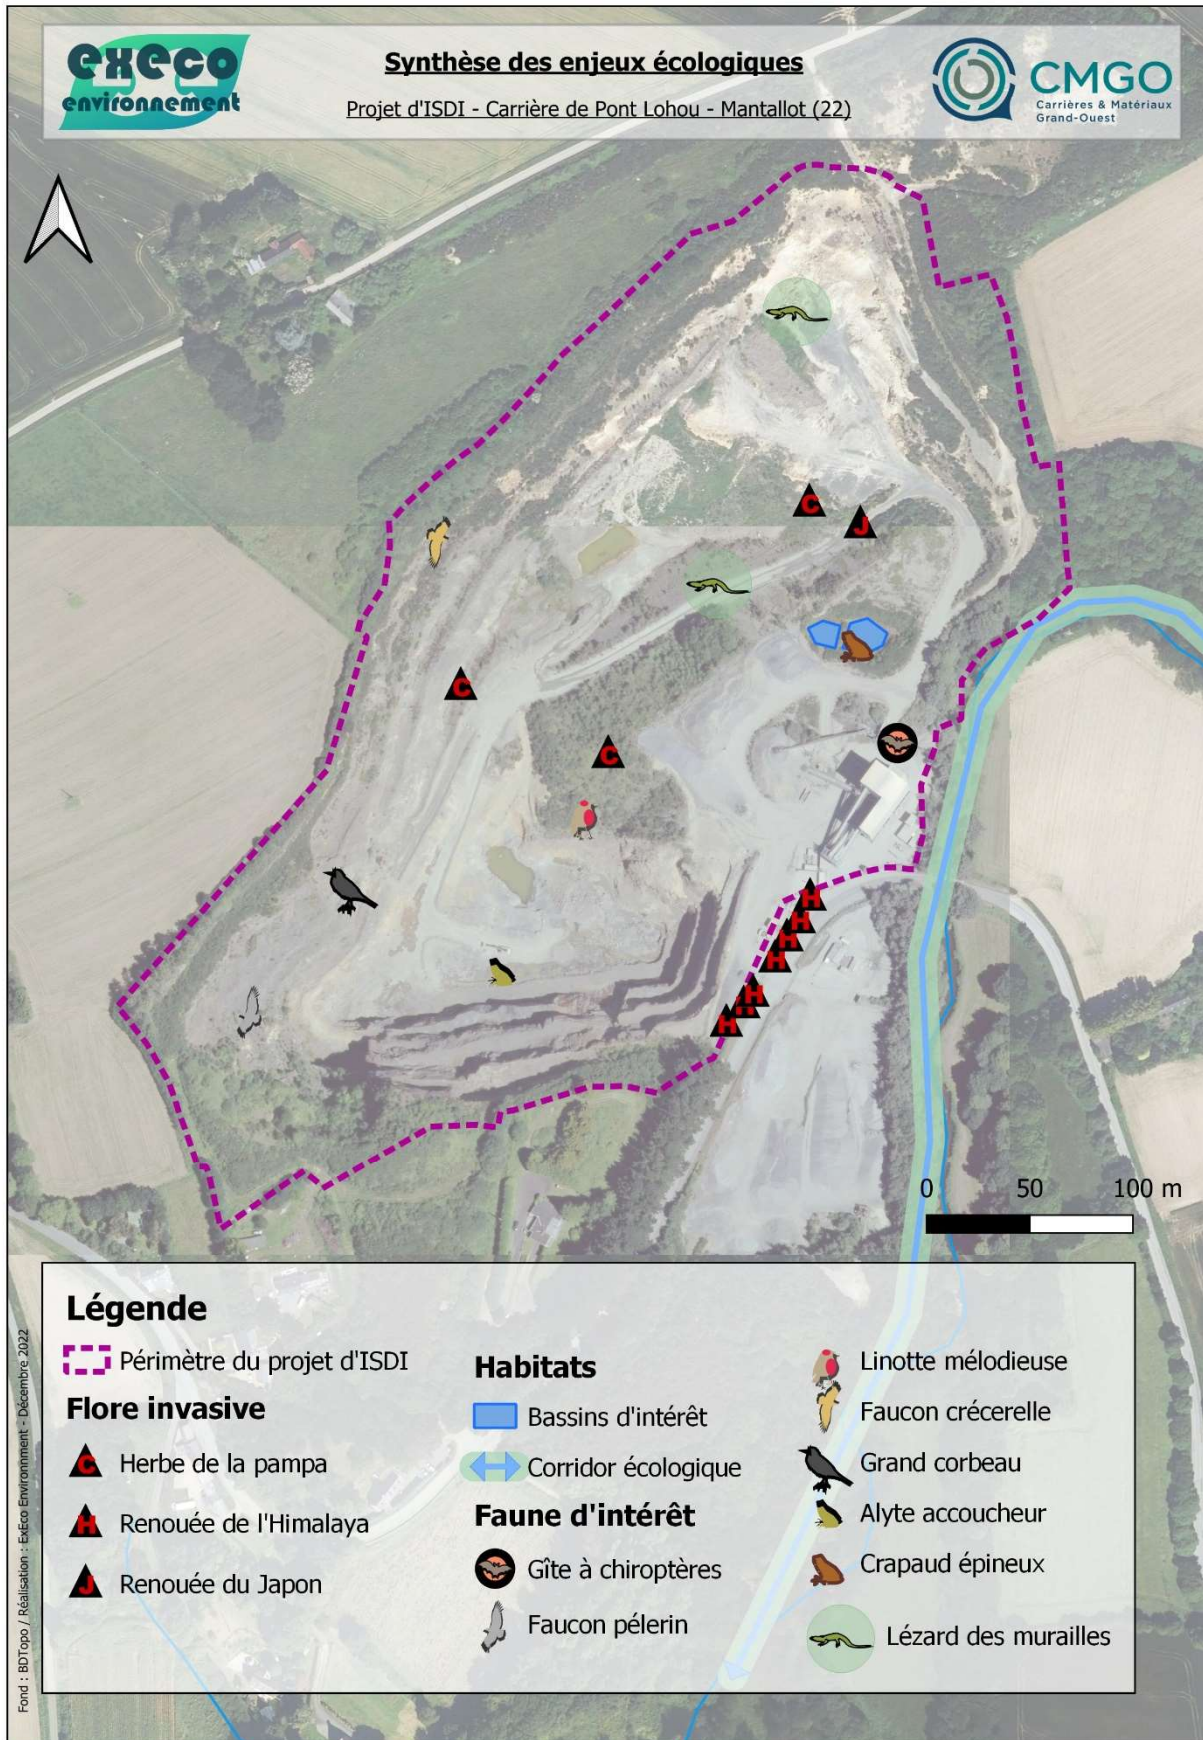 execo
environnement
Synthèse des enjeux écologiques
Projet d'ISDI - Carrière de Pont Lohou - Mantallot (22)
CMGO
Carrières & Matériaux
Grand-Ouest
C
J
C
C
H
H
H
H
H
H
H
0 50 100 m
Légende
Périmètre du projet d'ISDI
Flore invasive
C Herbe de la pampa
H Renouée de l'Himalaya
J Renouée du Japon
Habitats
Bassins d'intérêt
Corridor écologique
Faune d'intérêt
Gîte à chiroptères
Faucon pélerin
Linotte mélodieuse
Faucon crécerelle
Grand corbeau
Alyte accoucheur
Crapaud épineux
Lézard des murailles
Fond : BDTopo / Réalisation : ExEco Environnment - Décembre 2022